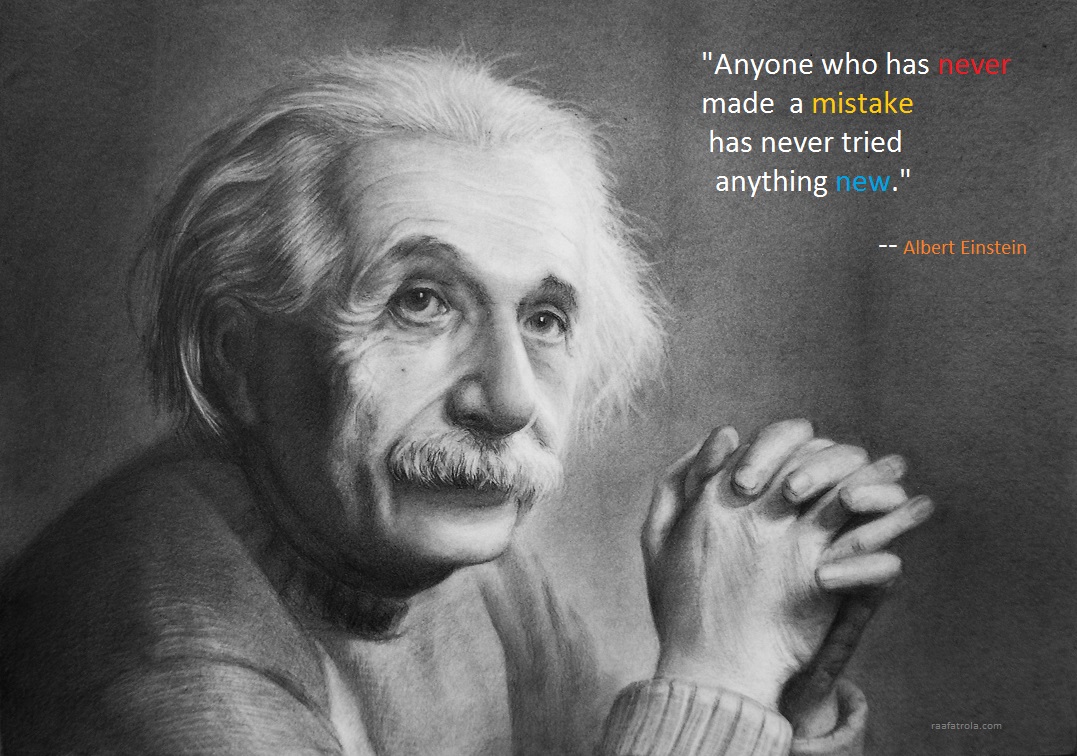 "Anyone who has never
made a mistake
has never tried
anything new."
-- Albert Einstein
raafatrola.com